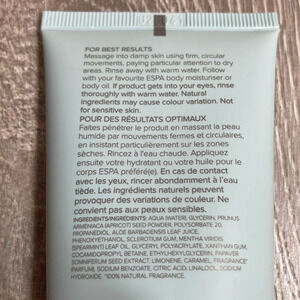 FOR BEST RESULTS
Massage into damp skin using firm, circular
movements, paying particular attention to dry
areas. Rinse away with warm water. Follow
with your favourite ESPA body moisturiser or
body oil. If product gets into your eyes, rinse
thoroughly with warm water. Natural
ingredients may cause colour variation. Not
for sensitive skin.
POUR DES RÉSULTATS OPTIMAUX
Faites pénétrer le produit en massant la peau
humide par mouvements fermes et circulaires,
en insistant particulièrement sur les zones
sèches. Rincez à l'eau chaude. Appliquez
ensuite votre hydratant ou votre huile pour le
corps ESPA préféré(e). En cas de contact
avec les yeux, rincer abondamment à l'eau
tiède. Les ingrédients naturels peuvent
provoquer des variations de couleur. Ne
convient pas aux peaux sensibles.
INGREDIENTS/INGRÉDIENTS: AQUA (WATER), GLYCERIN, PRUNUS
ARMENIACA (APRICOT) SEED POWDER, POLYSORBATE 20,
PROPANEDIOL, ALOE BARBADENSIS LEAF JUICE,
PHENOXYETHANOL, SCLEROTIUM GUM, MENTHA VIRIDIS
(SPEARMINT) LEAF OIL, GLYCERYL POLYACRYLATE, XANTHAN GUM,
COCAMIDOPROPYL BETAINE, ETHYLHEXYLGLYCERIN, PAPAVER
SOMNIFERUM SEED EXTRACT, LIMONENE, CARAMEL, FRAGRANCE
(PARFUM), SODIUM BENZOATE, CITRIC ACID, LINALOOL, SODIUM
HYDROXIDE. 100% NATURAL FRAGRANCE.